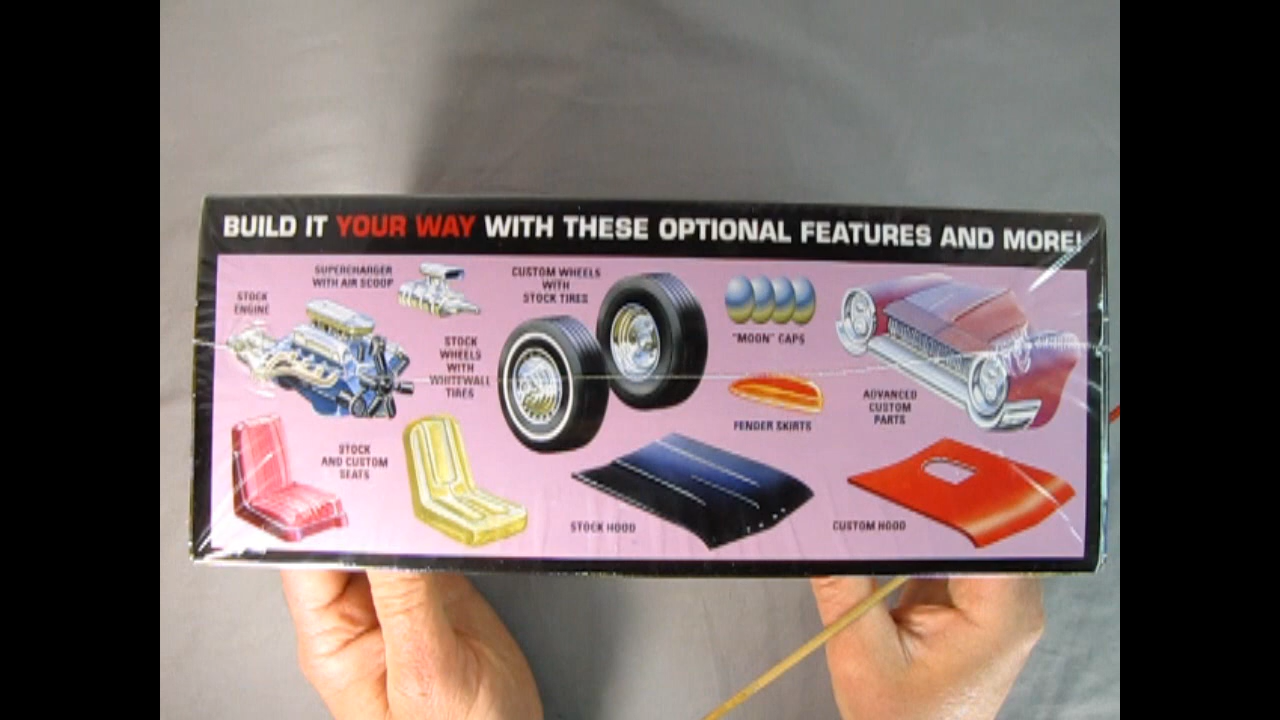 BUILD IT YOUR WAY WITH THESE OPTIONAL FEATURES AND MORE!
STOCK
ENGINE
SUPERCHARGER
WITH AIR SCOOP
STOCK
WHEELS
WITH
WHITEWALL
TIRES
CUSTOM WHEELS
WITH
STOCK TIRES
"MOON" CAPS
FENDER SKIRTS
ADVANCED
CUSTOM
PARTS
STOCK
AND CUSTOM
SEATS
STOCK HOOD
CUSTOM HOOD